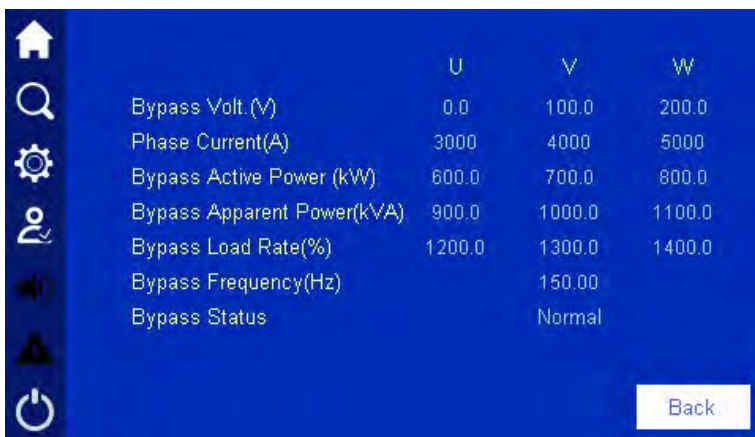 U V W
Bypass Volt.(V) 0.0 100.0 200.0
Phase Current(A) 3000 4000 5000
Bypass Active Power (kW) 600.0 700.0 800.0
Bypass Apparent Power(kVA) 900.0 1000.0 1100.0
Bypass Load Rate(%) 1200.0 1300.0 1400.0
Bypass Frequency(Hz) 150.00
Bypass Status Normal
Back